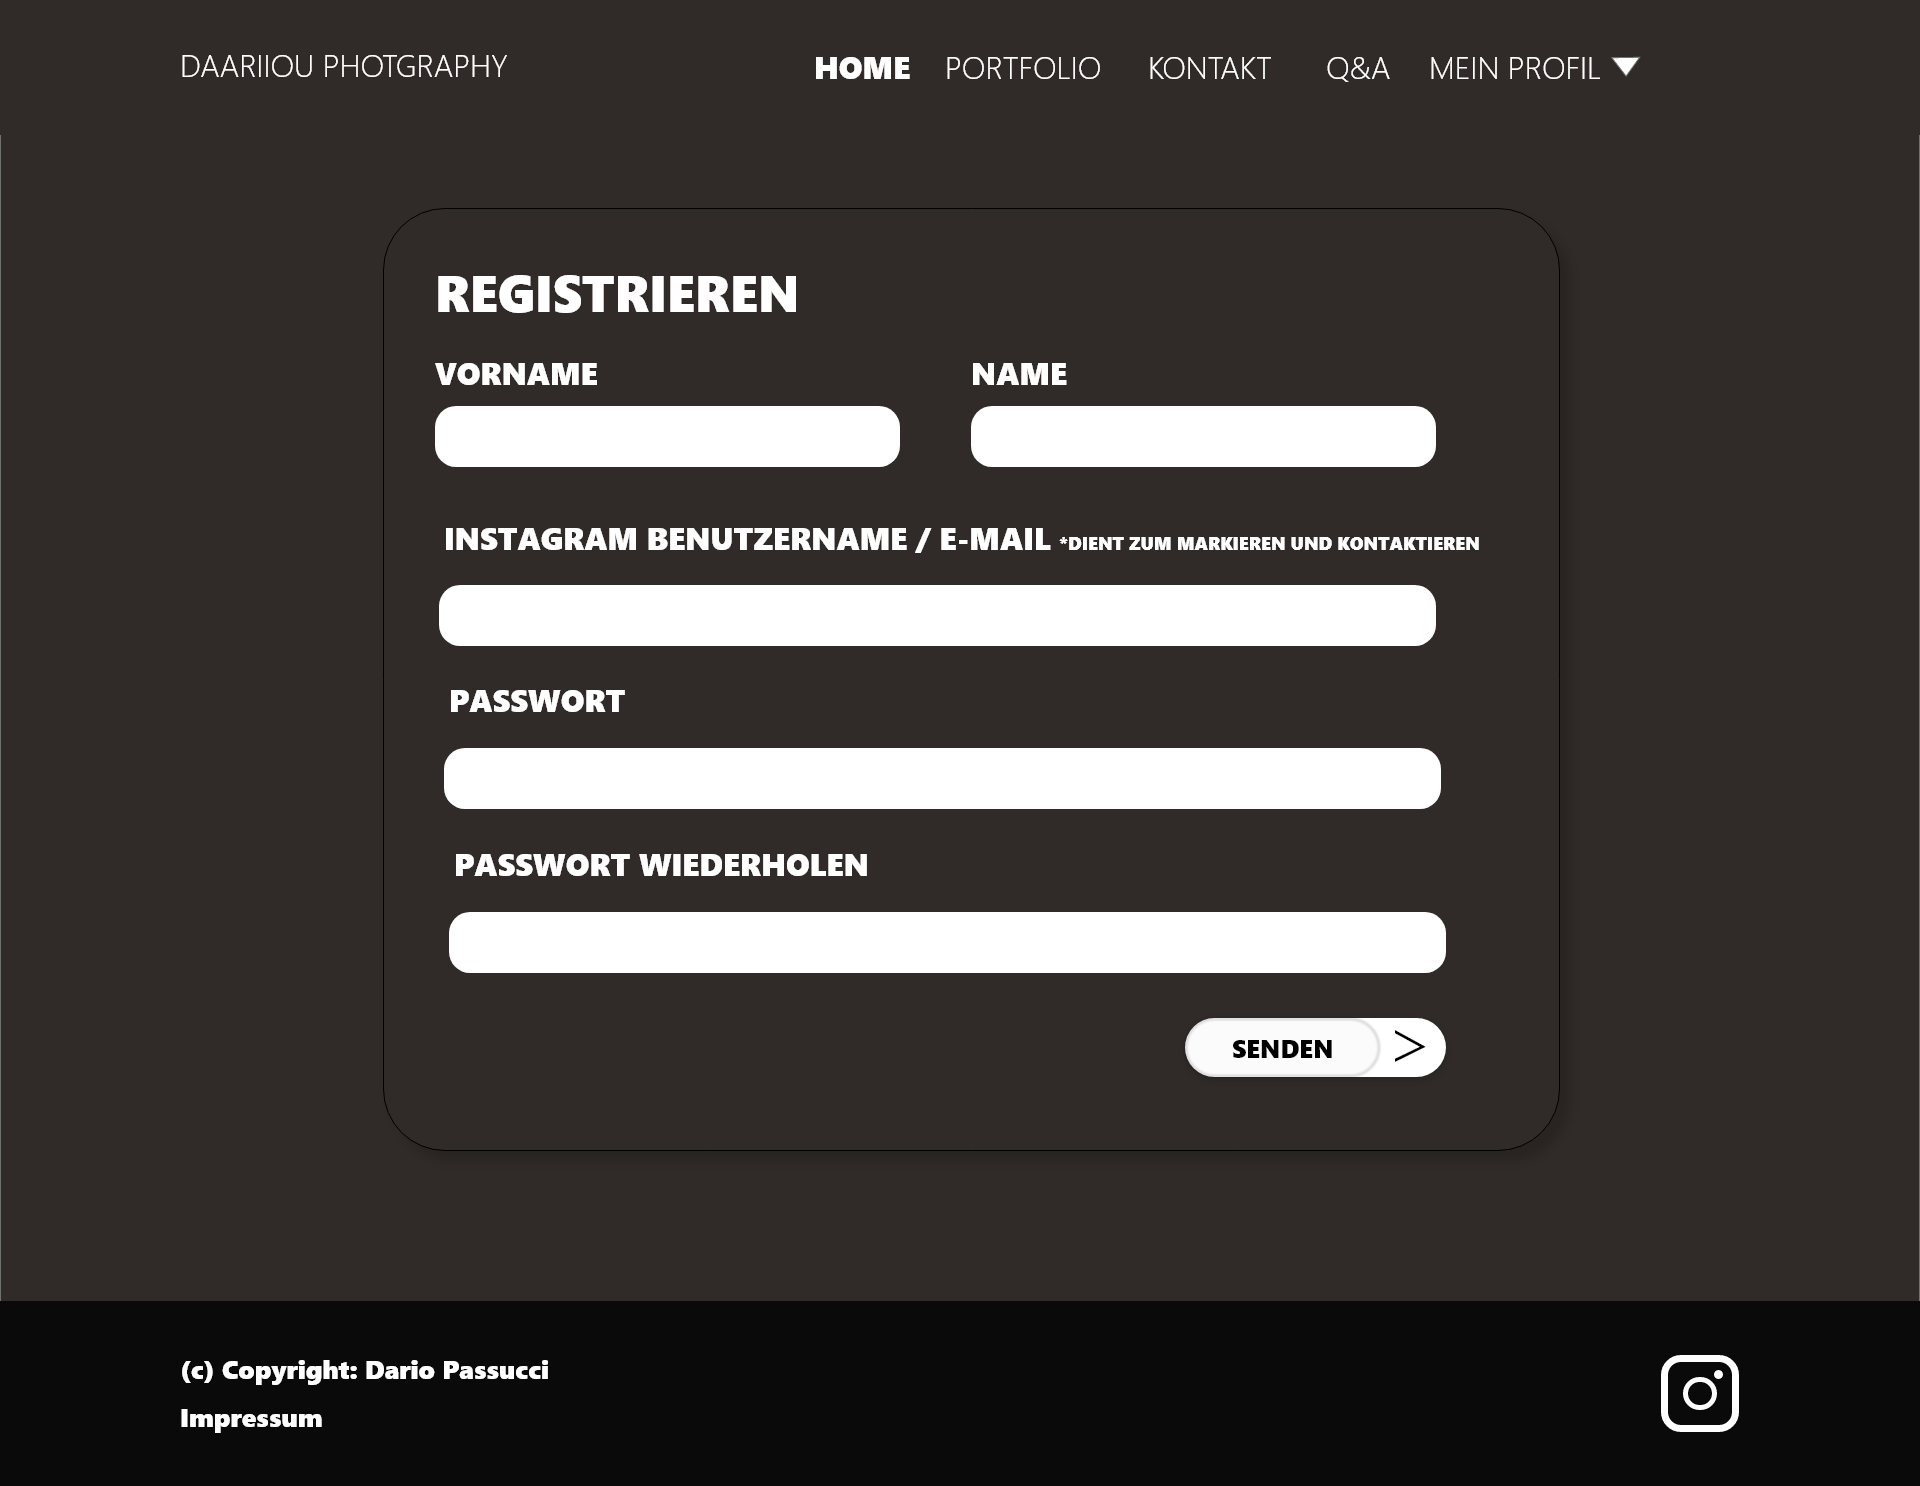 DAARIIOU PHOTGRAPHY
HOME PORTFOLIO KONTAKT Q&A MEIN PROFIL
REGISTRIEREN
VORNAME NAME
INSTAGRAM BENUTZERNAME / E-MAIL *DIENT ZUM MARKIEREN UND KONTAKTIEREN
PASSWORT
PASSWORT WIEDERHOLEN
SENDEN >
(c) Copyright: Dario Passucci
Impressum